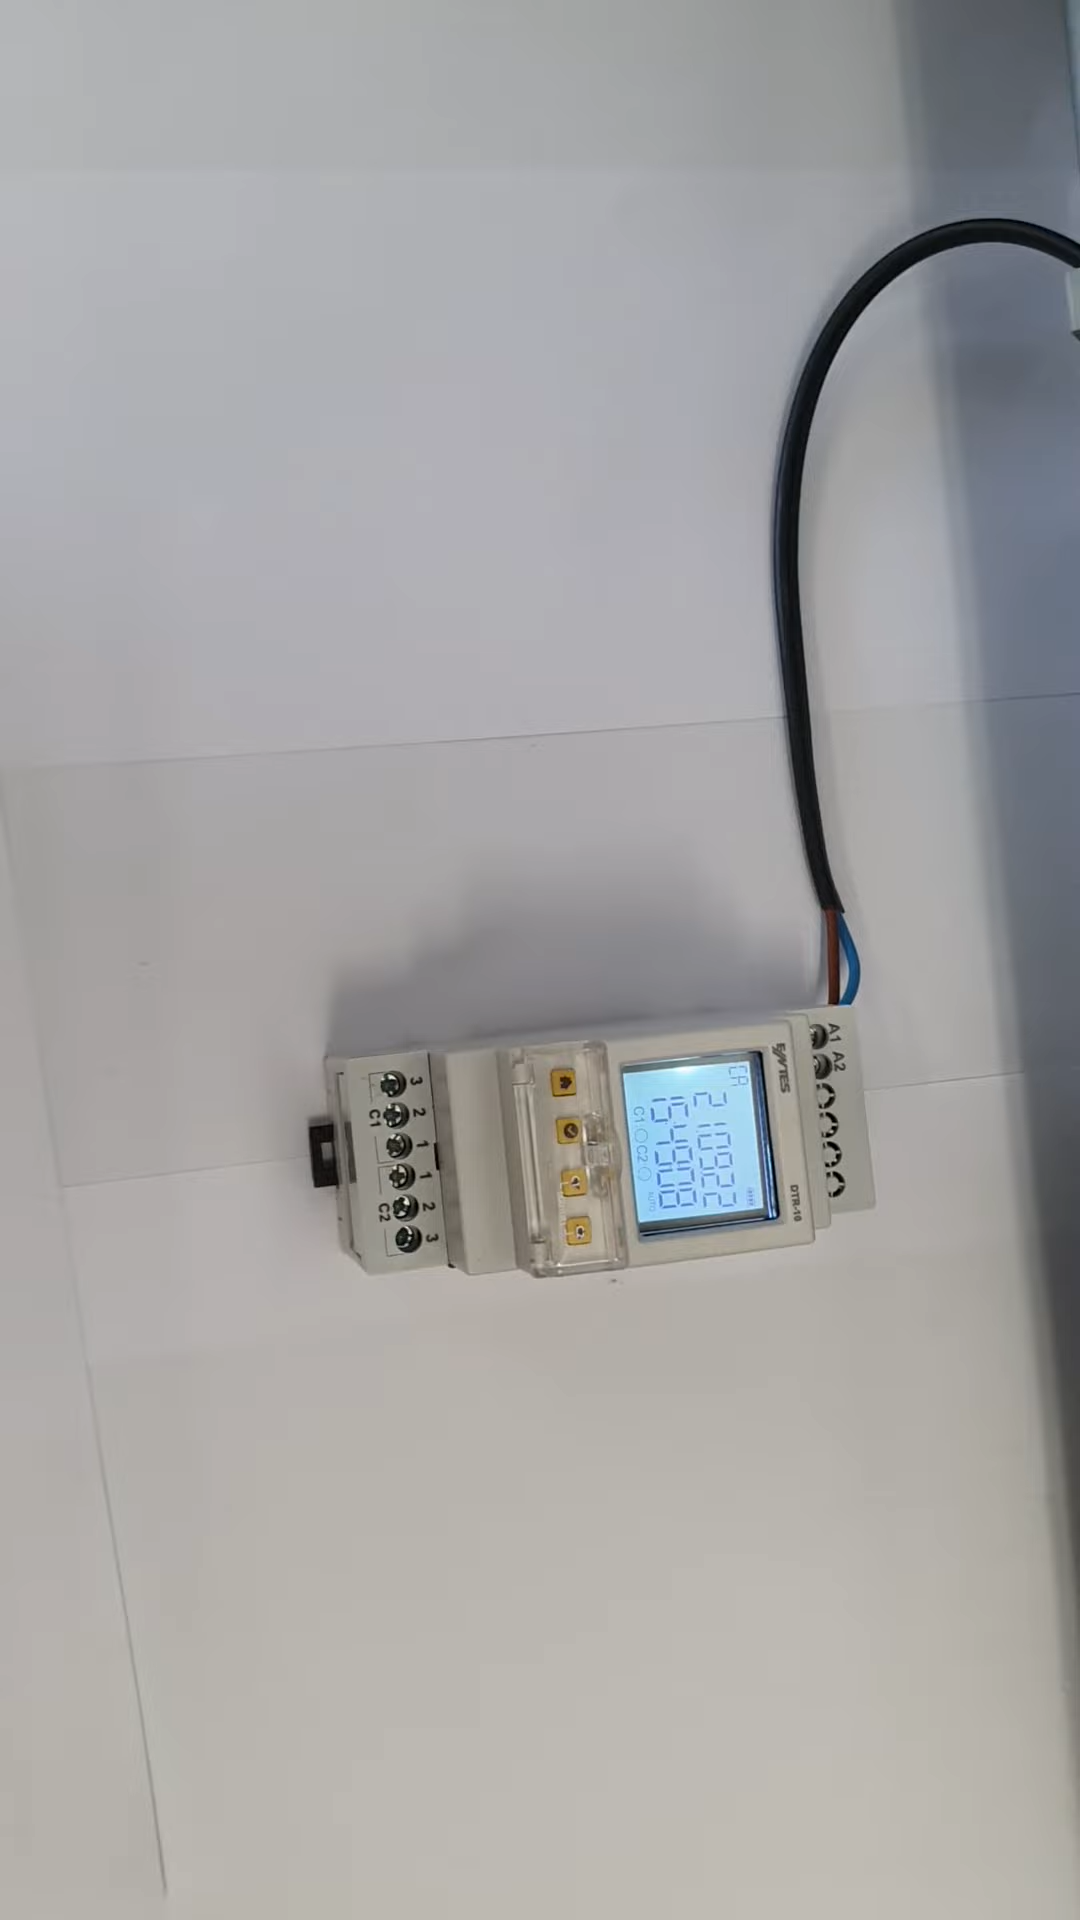 A1 A2
ENTES
DTR-10
CA
21.09.22
15:49:08
C1 C2 AUTO
3 2 1 1 2 3
C1 C2